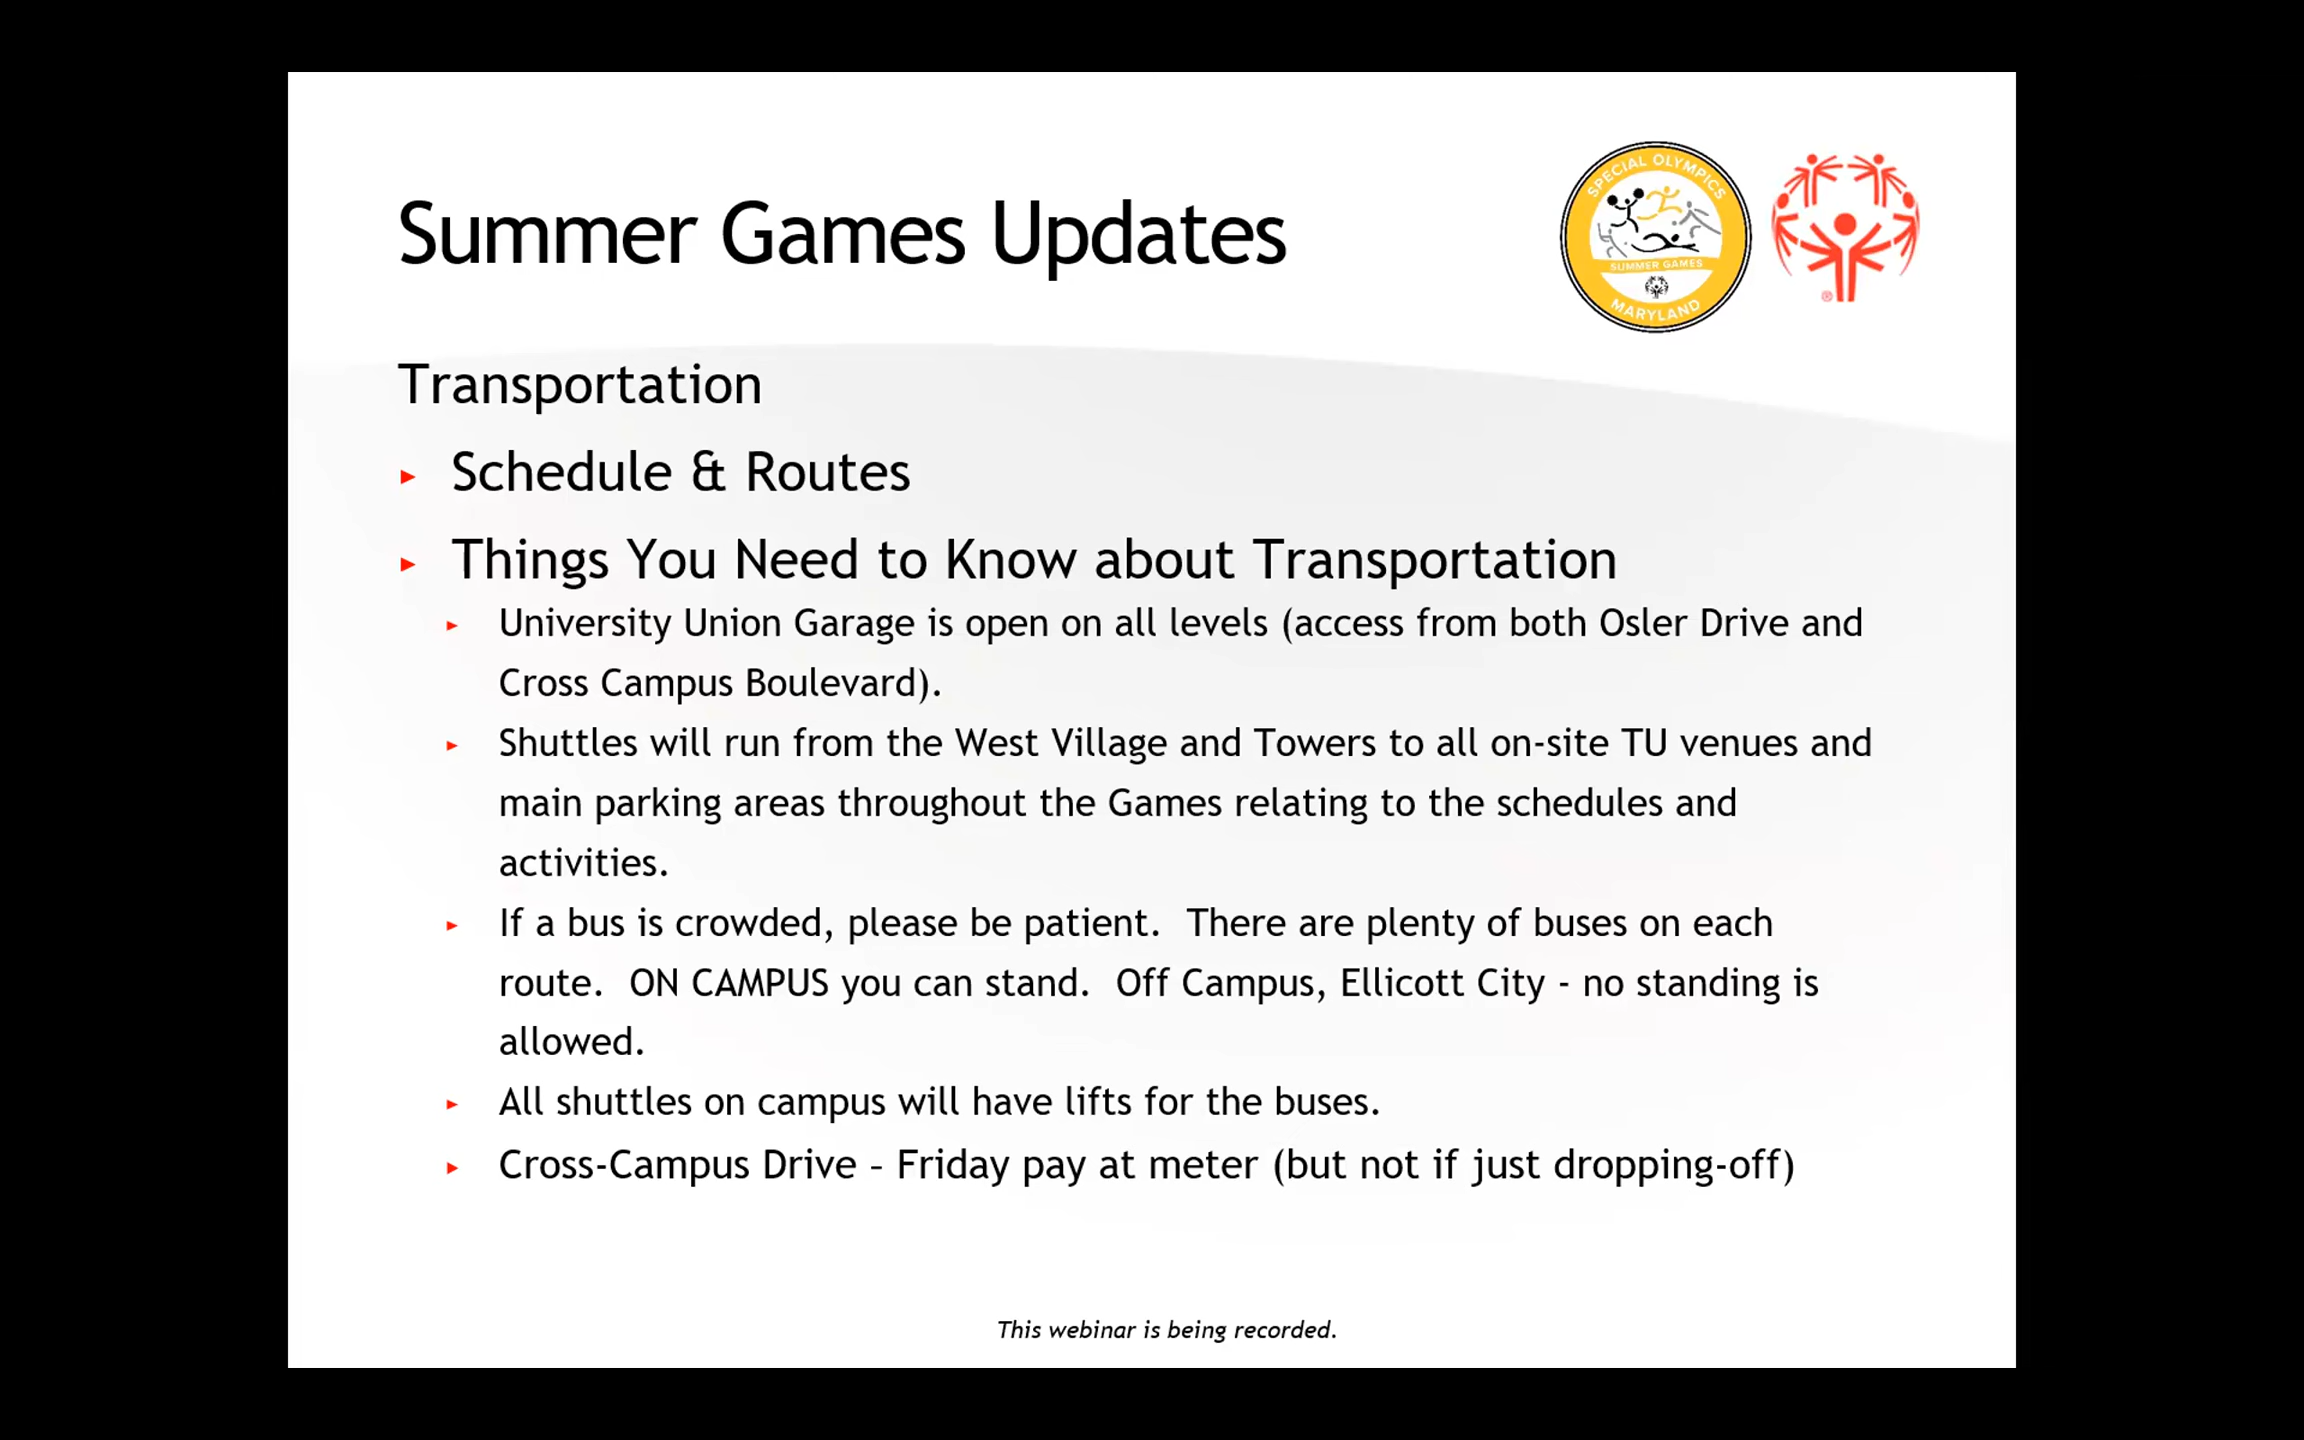 Summer Games Updates
SPECIAL OLYMPICS
SUMMER GAMES
MARYLAND
®
Transportation
Schedule & Routes
Things You Need to Know about Transportation
University Union Garage is open on all levels (access from both Osler Drive and
Cross Campus Boulevard).
Shuttles will run from the West Village and Towers to all on-site TU venues and
main parking areas throughout the Games relating to the schedules and
activities.
If a bus is crowded, please be patient.  There are plenty of buses on each
route.  ON CAMPUS you can stand.  Off Campus, Ellicott City - no standing is
allowed.
All shuttles on campus will have lifts for the buses.
Cross-Campus Drive – Friday pay at meter (but not if just dropping-off)
This webinar is being recorded.